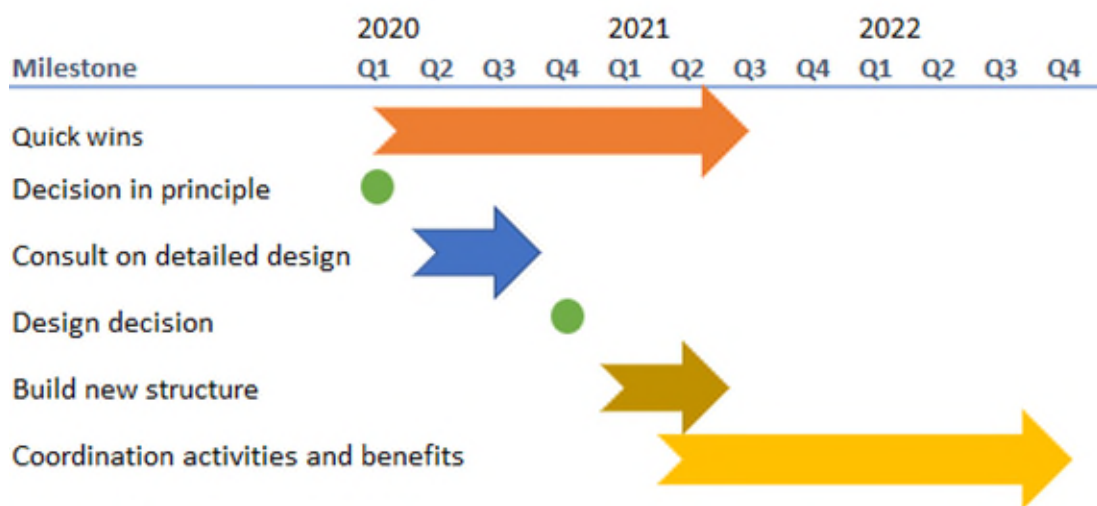 2020 2021 2022
Milestone Q1 Q2 Q3 Q4 Q1 Q2 Q3 Q4 Q1 Q2 Q3 Q4
Quick wins
Decision in principle
Consult on detailed design
Design decision
Build new structure
Coordination activities and benefits